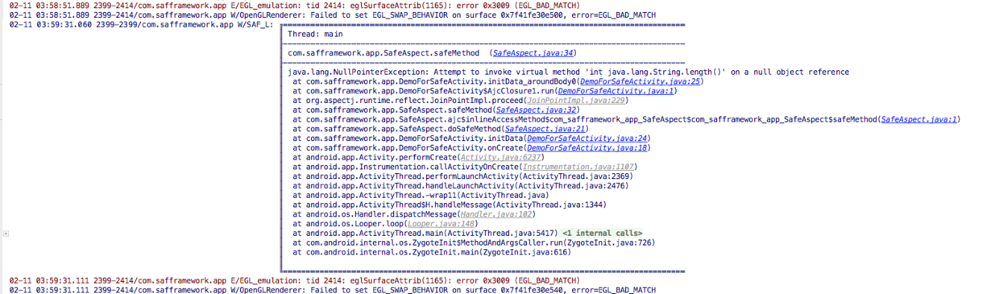 02-11 03:58:51.889 2399-2414/com.safframework.app E/EGL_emulation: tid 2414: eglSurfaceAttrib(1165): error 0x3009 (EGL_BAD_MATCH)
02-11 03:58:51.889 2399-2414/com.safframework.app W/OpenGLRenderer: Failed to set EGL_SWAP_BEHAVIOR on surface 0x7f41fe30e500, error=EGL_BAD_MATCH
02-11 03:59:31.060 2399-2399/com.safframework.app W/SAF_L:
Thread: main
com.safframework.app.SafeAspect.safeMethod (SafeAspect.java:34)
java.lang.NullPointerException: Attempt to invoke virtual method 'int java.lang.String.length()' on a null object reference
at com.safframework.app.DemoForSafeActivity.initData_aroundBody0(DemoForSafeActivity.java:25)
at com.safframework.app.DemoForSafeActivity$AjcClosure1.run(DemoForSafeActivity.java:1)
at org.aspectj.runtime.reflect.JoinPointImpl.proceed(JoinPointImpl.java:229)
at com.safframework.app.SafeAspect.safeMethod(SafeAspect.java:32)
at com.safframework.app.SafeAspect.ajc$inlineAccessMethod$com_safframework_app_SafeAspect$com_safframework_app_SafeAspect$safeMethod(SafeAspect.java:1)
at com.safframework.app.SafeAspect.doSafeMethod(SafeAspect.java:21)
at com.safframework.app.DemoForSafeActivity.initData(DemoForSafeActivity.java:24)
at com.safframework.app.DemoForSafeActivity.onCreate(DemoForSafeActivity.java:18)
at android.app.Activity.performCreate(Activity.java:6237)
at android.app.Instrumentation.callActivityOnCreate(Instrumentation.java:1107)
at android.app.ActivityThread.performLaunchActivity(ActivityThread.java:2369)
at android.app.ActivityThread.handleLaunchActivity(ActivityThread.java:2476)
at android.app.ActivityThread.-wrap11(ActivityThread.java)
at android.app.ActivityThread$H.handleMessage(ActivityThread.java:1344)
at android.os.Handler.dispatchMessage(Handler.java:102)
at android.os.Looper.loop(Looper.java:148)
at android.app.ActivityThread.main(ActivityThread.java:5417) <1 internal calls>
at com.android.internal.os.ZygoteInit$MethodAndArgsCaller.run(ZygoteInit.java:726)
at com.android.internal.os.ZygoteInit.main(ZygoteInit.java:616)
02-11 03:59:31.111 2399-2414/com.safframework.app E/EGL_emulation: tid 2414: eglSurfaceAttrib(1165): error 0x3009 (EGL_BAD_MATCH)
02-11 03:59:31.111 2399-2414/com.safframework.app W/OpenGLRenderer: Failed to set EGL_SWAP_BEHAVIOR on surface 0x7f41fe30e540, error=EGL_BAD_MATCH